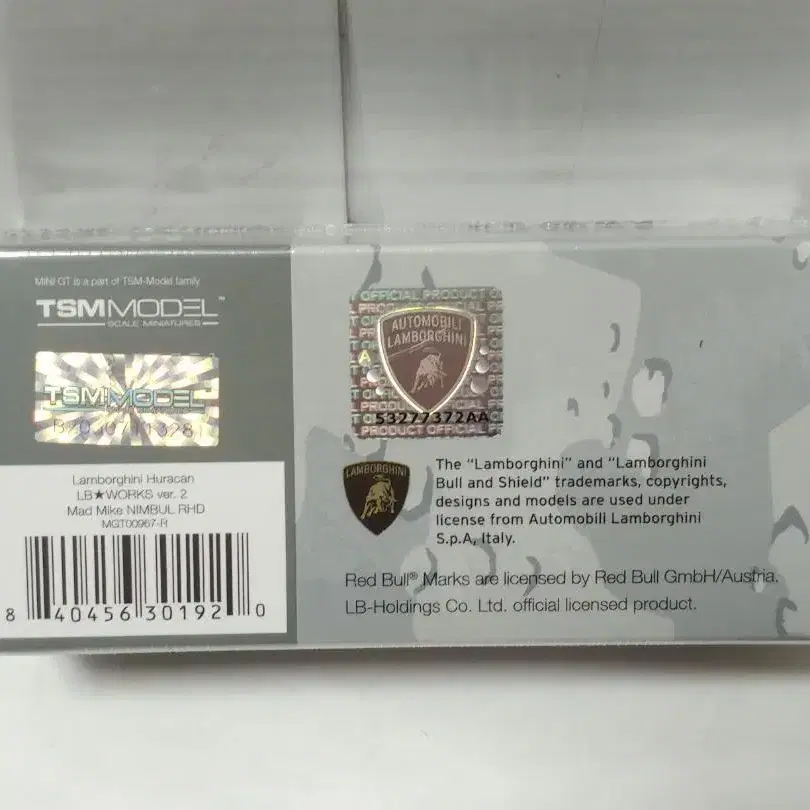 MINI GT is a part of TSM-Model family
TSMMODEL™
SCALE MINIATURES
TSMMODEL
Lamborghini Huracan
LB★WORKS ver. 2
Mad Mike NIMBUL RHD
MGT00967-R
8 40456 30192 0
OFFICIAL PRODUCT
AUTOMOBILI
LAMBORGHINI
A
53277372AA
PRODUCT OFFICIAL
LAMBORGHINI
The “Lamborghini” and “Lamborghini
Bull and Shield” trademarks, copyrights,
designs and models are used under
license from Automobili Lamborghini
S.p.A, Italy.
Red Bull® Marks are licensed by Red Bull GmbH/Austria.
LB-Holdings Co. Ltd. official licensed product.